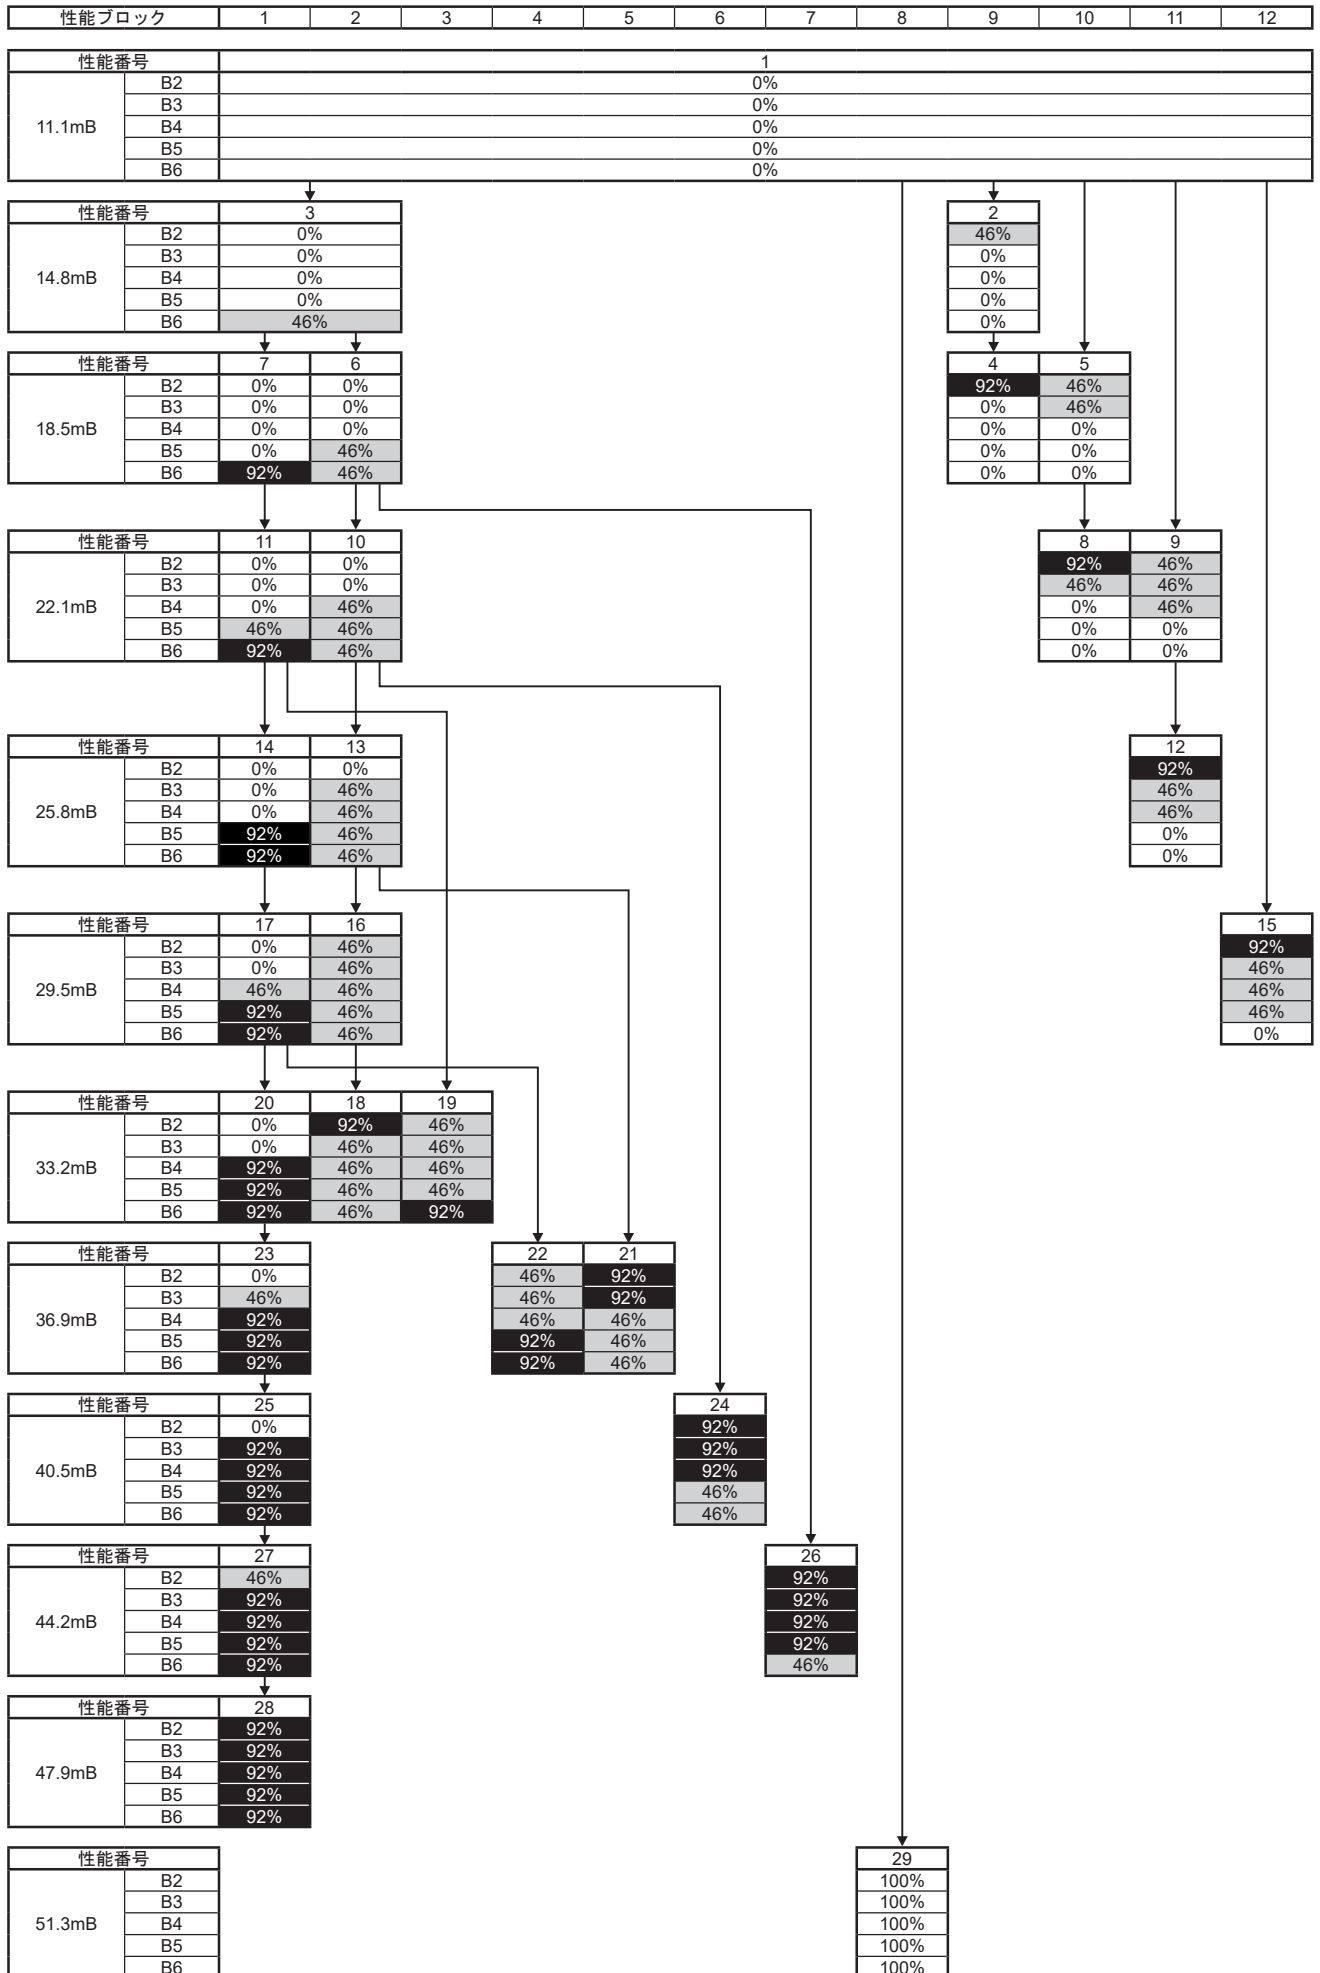 性能ブロック 1 2 3 4 5 6 7 8 9 10 11 12
性能番号 1
B2 0%
B3 0%
11.1mB B4 0%
B5 0%
B6 0%
性能番号 3 2
B2 0% 46%
B3 0% 0%
14.8mB B4 0% 0%
B5 0% 0%
B6 46% 0%
性能番号 7 6 4 5
B2 0% 0% 92% 46%
B3 0% 0% 0% 46%
18.5mB B4 0% 0% 0% 0%
B5 0% 46% 0% 0%
B6 92% 46% 0% 0%
性能番号 11 10 8 9
B2 0% 0% 92% 46%
B3 0% 0% 46% 46%
22.1mB B4 0% 46% 0% 46%
B5 46% 46% 0% 0%
B6 92% 46% 0% 0%
性能番号 14 13 12
B2 0% 0% 92%
B3 0% 46% 46%
25.8mB B4 0% 46% 46%
B5 92% 46% 0%
B6 92% 46% 0%
性能番号 17 16 15
B2 0% 46% 92%
B3 0% 46% 46%
29.5mB B4 46% 46% 46%
B5 92% 46% 46%
B6 92% 46% 0%
性能番号 20 18 19
B2 0% 92% 46%
B3 0% 46% 46%
33.2mB B4 92% 46% 46%
B5 92% 46% 46%
B6 92% 46% 92%
性能番号 23 22 21
B2 0% 46% 92%
B3 46% 46% 92%
36.9mB B4 92% 46% 46%
B5 92% 92% 46%
B6 92% 92% 46%
性能番号 25 24
B2 0% 92%
B3 92% 92%
40.5mB B4 92% 92%
B5 92% 46%
B6 92% 46%
性能番号 27 26
B2 46% 92%
B3 92% 92%
44.2mB B4 92% 92%
B5 92% 92%
B6 92% 46%
性能番号 28
B2 92%
B3 92%
47.9mB B4 92%
B5 92%
B6 92%
性能番号 29
B2 100%
B3 100%
51.3mB B4 100%
B5 100%
B6 100%